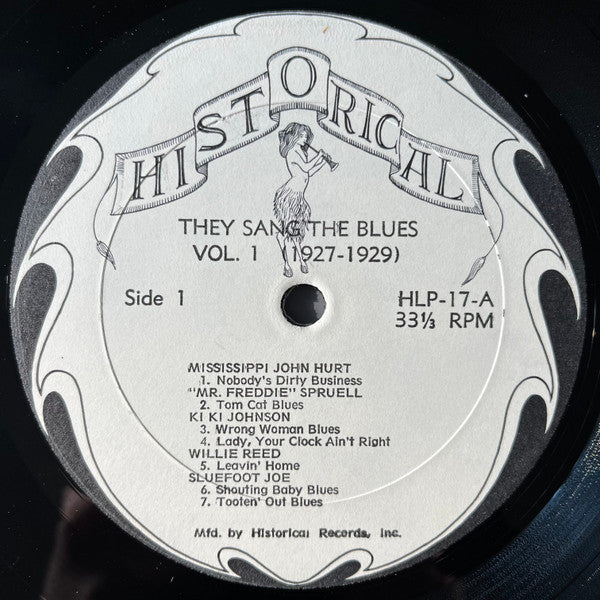 HISTORICAL
THEY SANG THE BLUES
VOL. 1 (1927-1929)
Side 1
HLP-17-A
33⅓ RPM
MISSISSIPPI JOHN HURT
1. Nobody's Dirty Business
"MR. FREDDIE" SPRUELL
2. Tom Cat Blues
KI KI JOHNSON
3. Wrong Woman Blues
4. Lady, Your Clock Ain't Right
WILLIE REED
5. Leavin' Home
SLUEFOOT JOE
6. Shouting Baby Blues
7. Tooten' Out Blues
Mfd. by Historical Records, Inc.